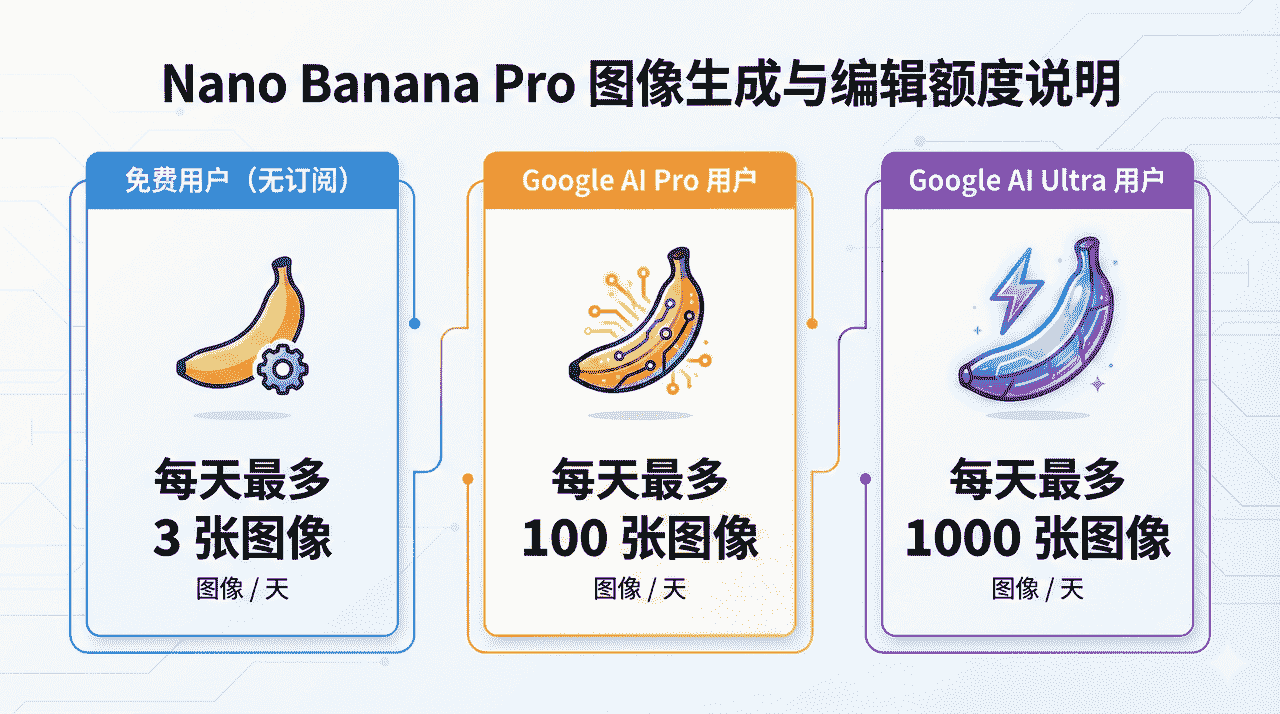 Nano Banana Pro 图像生成与编辑额度说明
免费用户（无订阅）
每天最多
3 张图像
图像 / 天
Google AI Pro 用户
每天最多
100 张图像
图像 / 天
Google AI Ultra 用户
每天最多
1000 张图像
图像 / 天